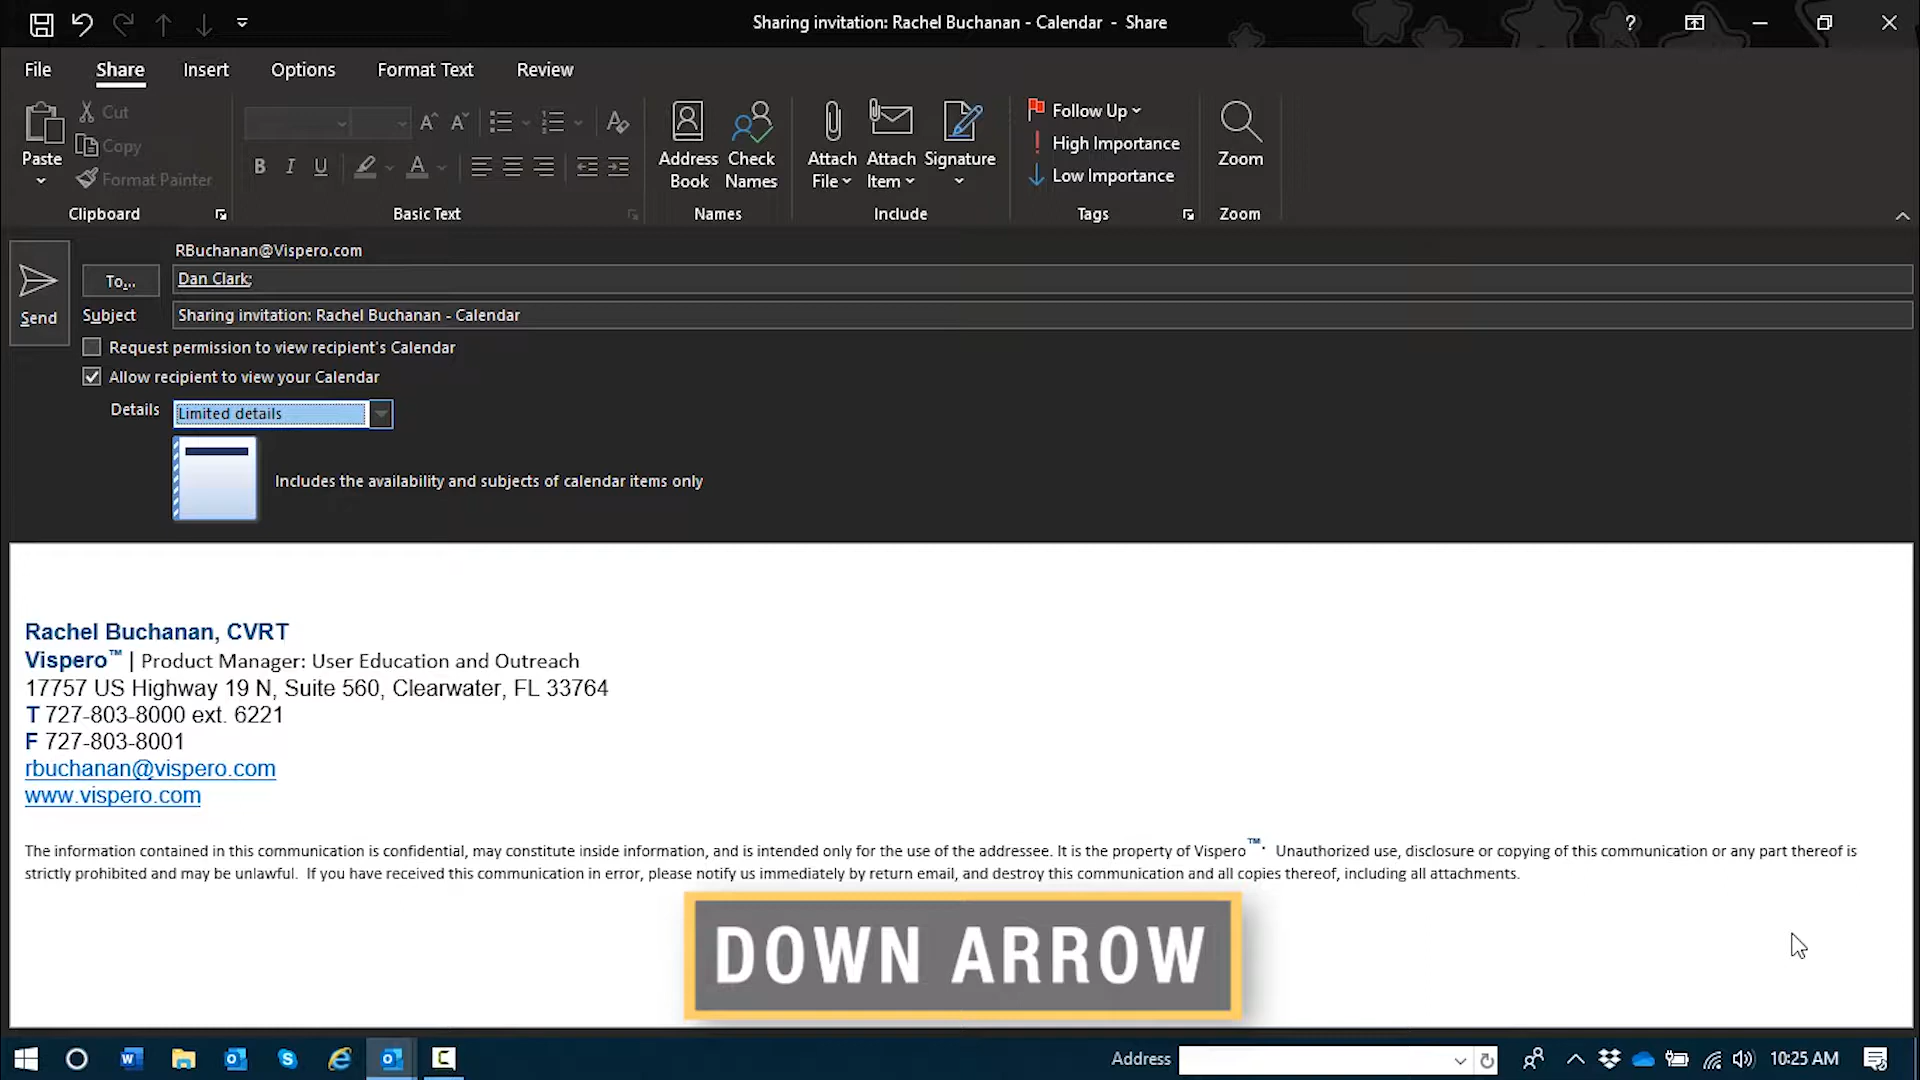 Sharing invitation: Rachel Buchanan - Calendar - Share
?
File Share Insert Options Format Text Review
Paste
Cut
Copy
Format Painter
Clipboard
B I U A
Basic Text
Address Book
Check Names
Names
Attach File
Attach Item
Signature
Include
Follow Up
High Importance
Low Importance
Tags
Zoom
Zoom
Send
RBuchanan@Vispero.com
To... Dan Clark;
Subject Sharing invitation: Rachel Buchanan - Calendar
Request permission to view recipient's Calendar
Allow recipient to view your Calendar
Details Limited details
Includes the availability and subjects of calendar items only
Rachel Buchanan, CVRT
Vispero™ | Product Manager: User Education and Outreach
17757 US Highway 19 N, Suite 560, Clearwater, FL 33764
T 727-803-8000 ext. 6221
F 727-803-8001
rbuchanan@vispero.com
www.vispero.com
The information contained in this communication is confidential, may constitute inside information, and is intended only for the use of the addressee. It is the property of Vispero™. Unauthorized use, disclosure or copying of this communication or any part thereof is
strictly prohibited and may be unlawful. If you have received this communication in error, please notify us immediately by return email, and destroy this communication and all copies thereof, including all attachments.
DOWN ARROW
Address 10:25 AM